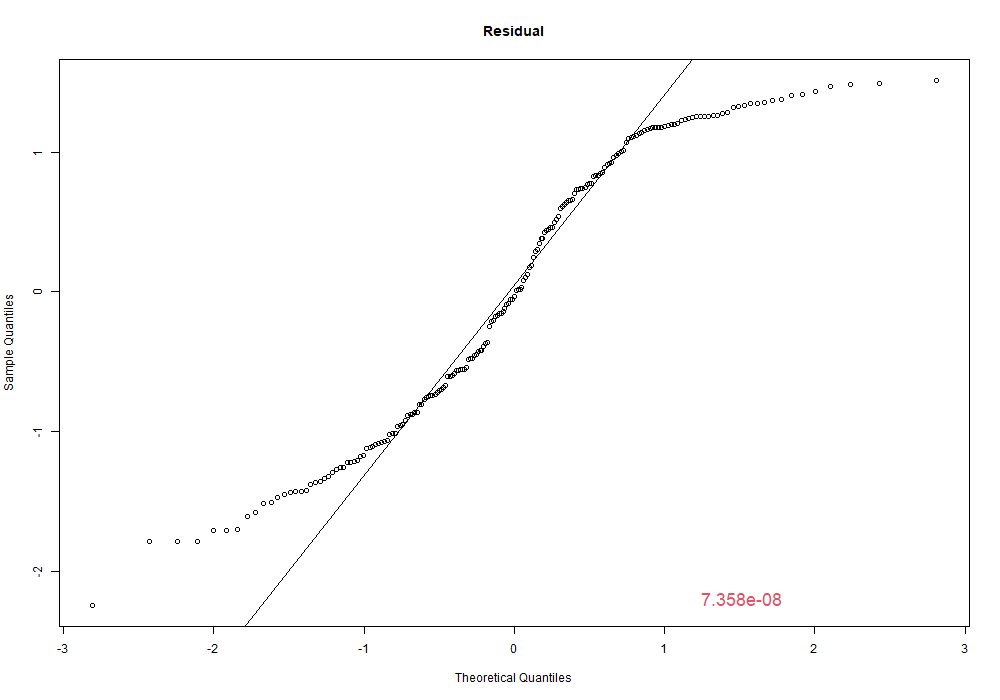 Residual
1
0
-1
-2
Sample Quantiles
7.358e-08
-3 -2 -1 0 1 2 3
Theoretical Quantiles